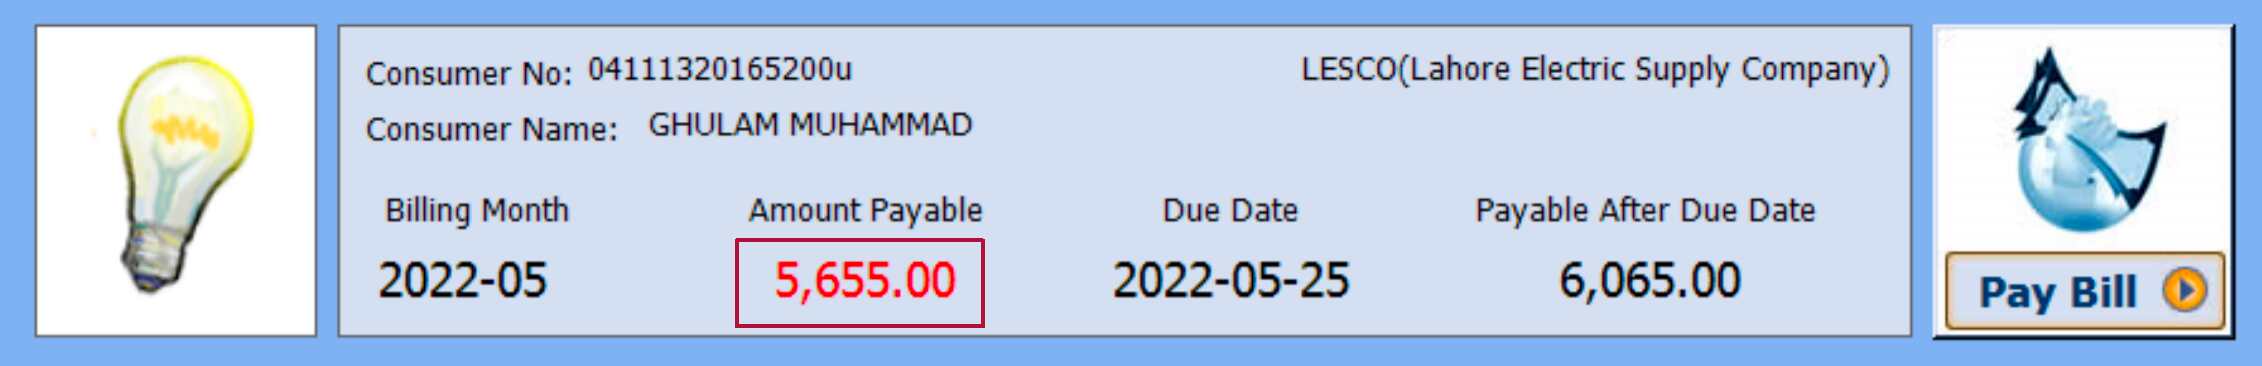 Consumer No: 04111320165200u LESCO(Lahore Electric Supply Company)
Consumer Name: GHULAM MUHAMMAD
Billing Month Amount Payable Due Date Payable After Due Date
2022-05 5,655.00 2022-05-25 6,065.00
Pay Bill